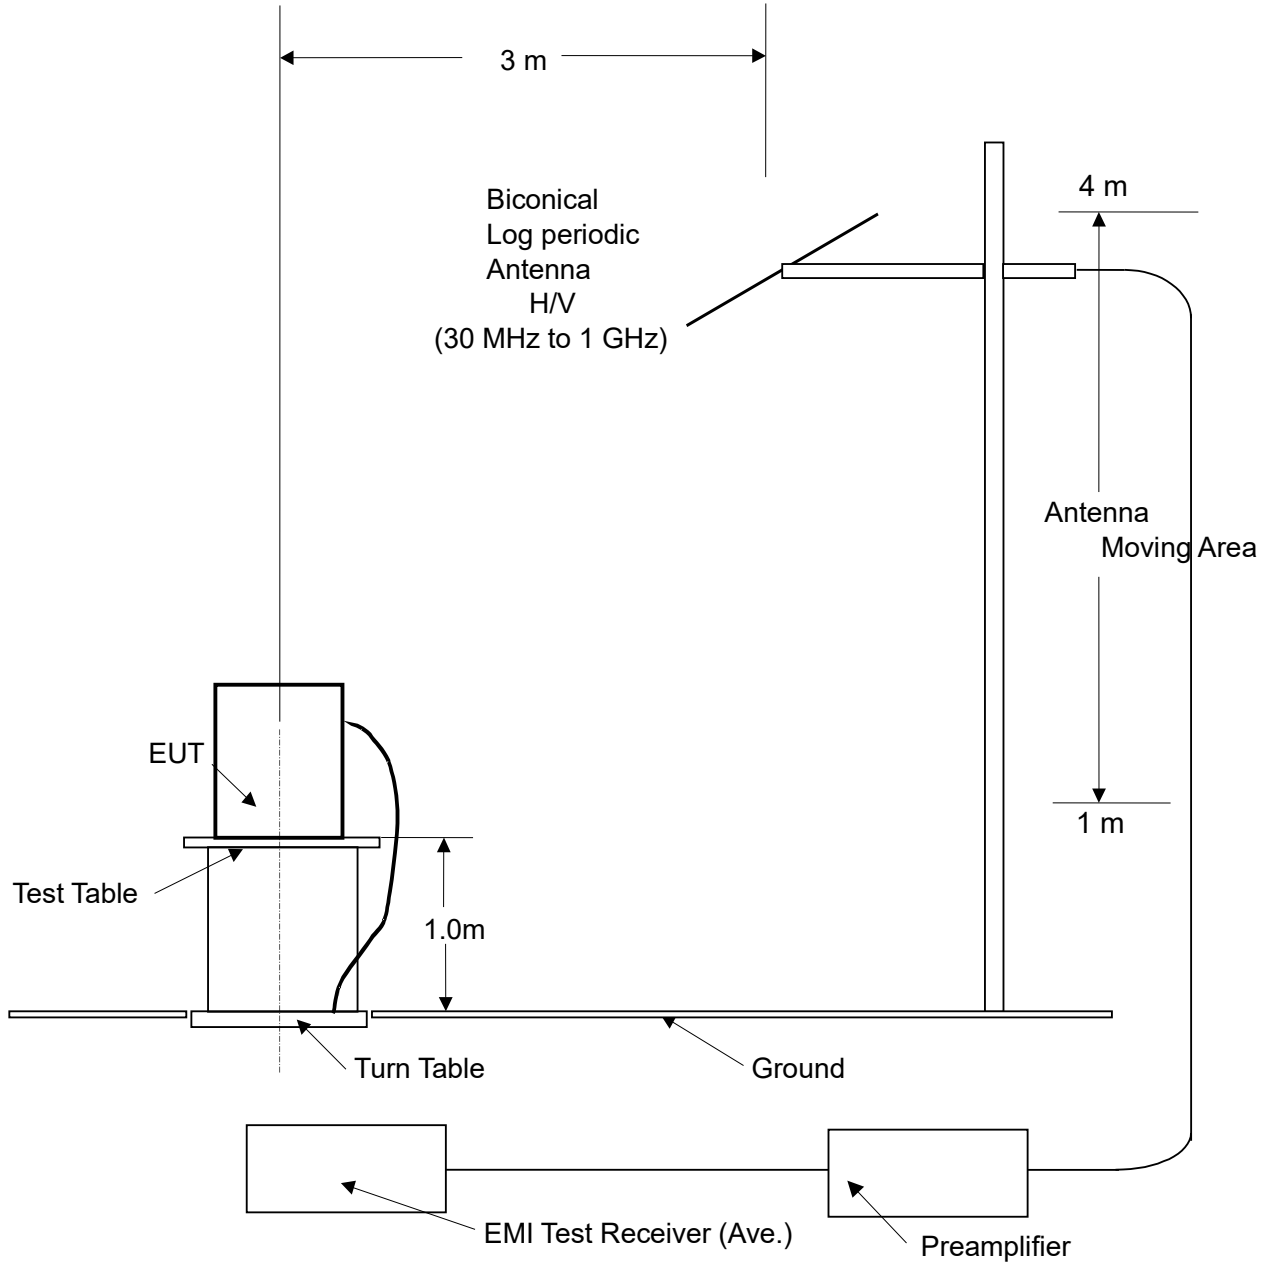 3 m
4 m
Biconical
Log periodic
Antenna
H/V
(30 MHz to 1 GHz)
Antenna
Moving Area
EUT
1 m
Test Table
1.0m
Turn Table
Ground
EMI Test Receiver (Ave.)
Preamplifier